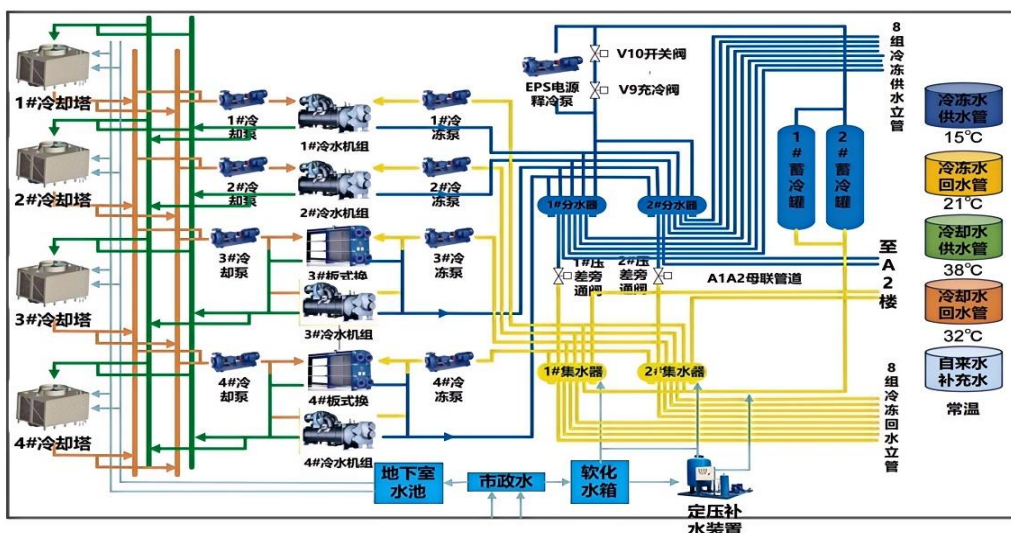 1#冷却塔
2#冷却塔
3#冷却塔
4#冷却塔
1#冷
却泵
2#冷
却泵
3#冷
却泵
4#冷
却泵
1#冷水机组
2#冷水机组
3#板式换
3#冷水机组
4#板式换
4#冷水机组
1#冷
冻泵
2#冷
冻泵
3#冷
冻泵
4#冷
冻泵
EPS电源
释冷泵
V10开关阀
V9充冷阀
1#分水器
2#分水器
1#压
差旁
通阀
2#压
差旁
通阀
A1A2母联管道
1#集水器
2#集水器
8组冷冻供水立管
1#蓄冷罐
2#蓄冷罐
至A2楼
8组冷冻回水立管
地下室
水池
市政水
软化
水箱
定压补
水装置
冷冻水
供水管
15℃
冷冻水
回水管
21℃
冷却水
供水管
38℃
冷却水
回水管
32℃
自来水
补充水
常温